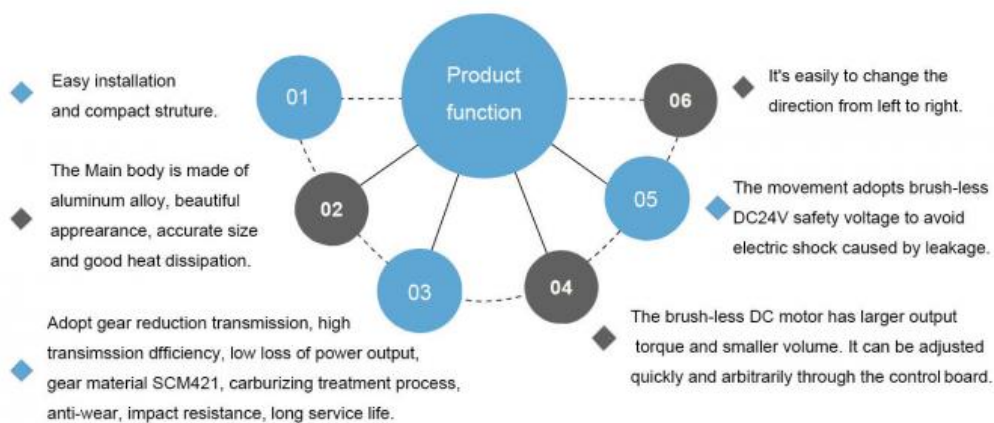 Product
function
01
Easy installation
and compact struture.
02
The Main body is made of
aluminum alloy, beautiful
apprearance, accurate size
and good heat dissipation.
03
Adopt gear reduction transmission, high
transimssion dfficiency, low loss of power output,
gear material SCM421, carburizing treatment process,
anti-wear, impact resistance, long service life.
04
The brush-less DC motor has larger output
torque and smaller volume. It can be adjusted
quickly and arbitrarily through the control board.
05
The movement adopts brush-less
DC24V safety voltage to avoid
electric shock caused by leakage.
06
It's easily to change the
direction from left to right.